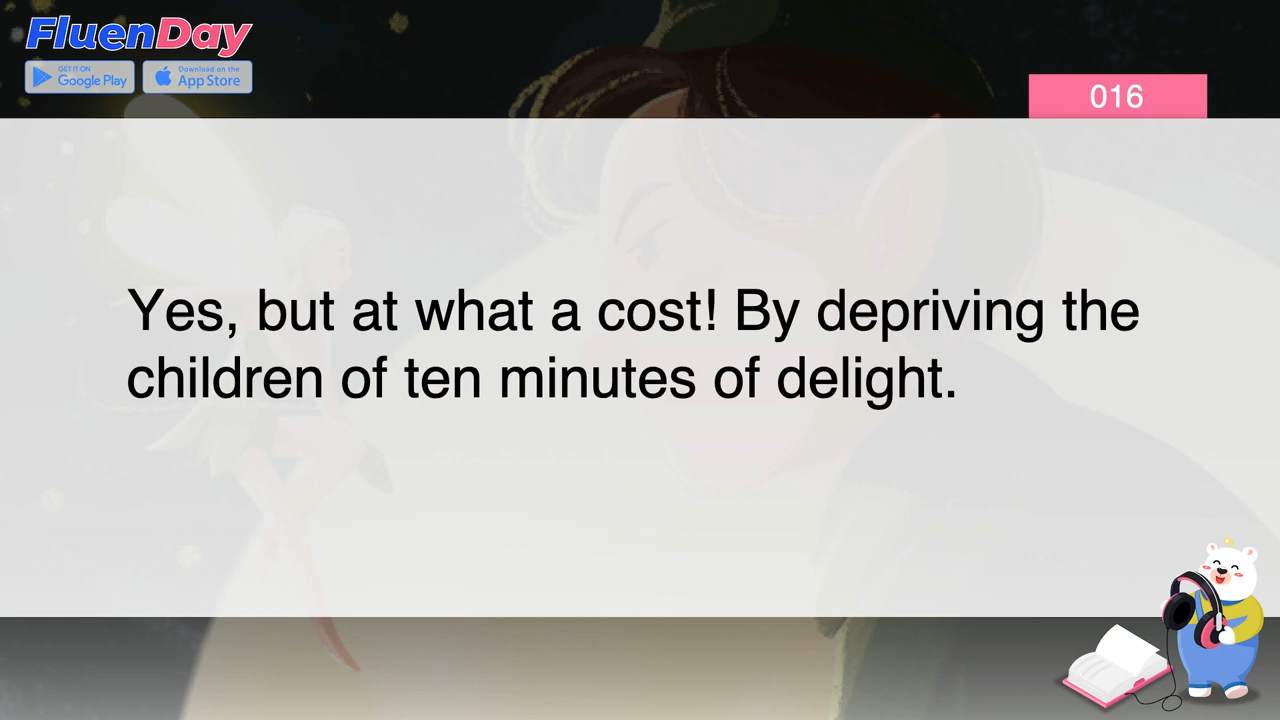 FluenDay
GET IT ON
Google Play
Download on the
App Store
016
Yes, but at what a cost! By depriving the
children of ten minutes of delight.